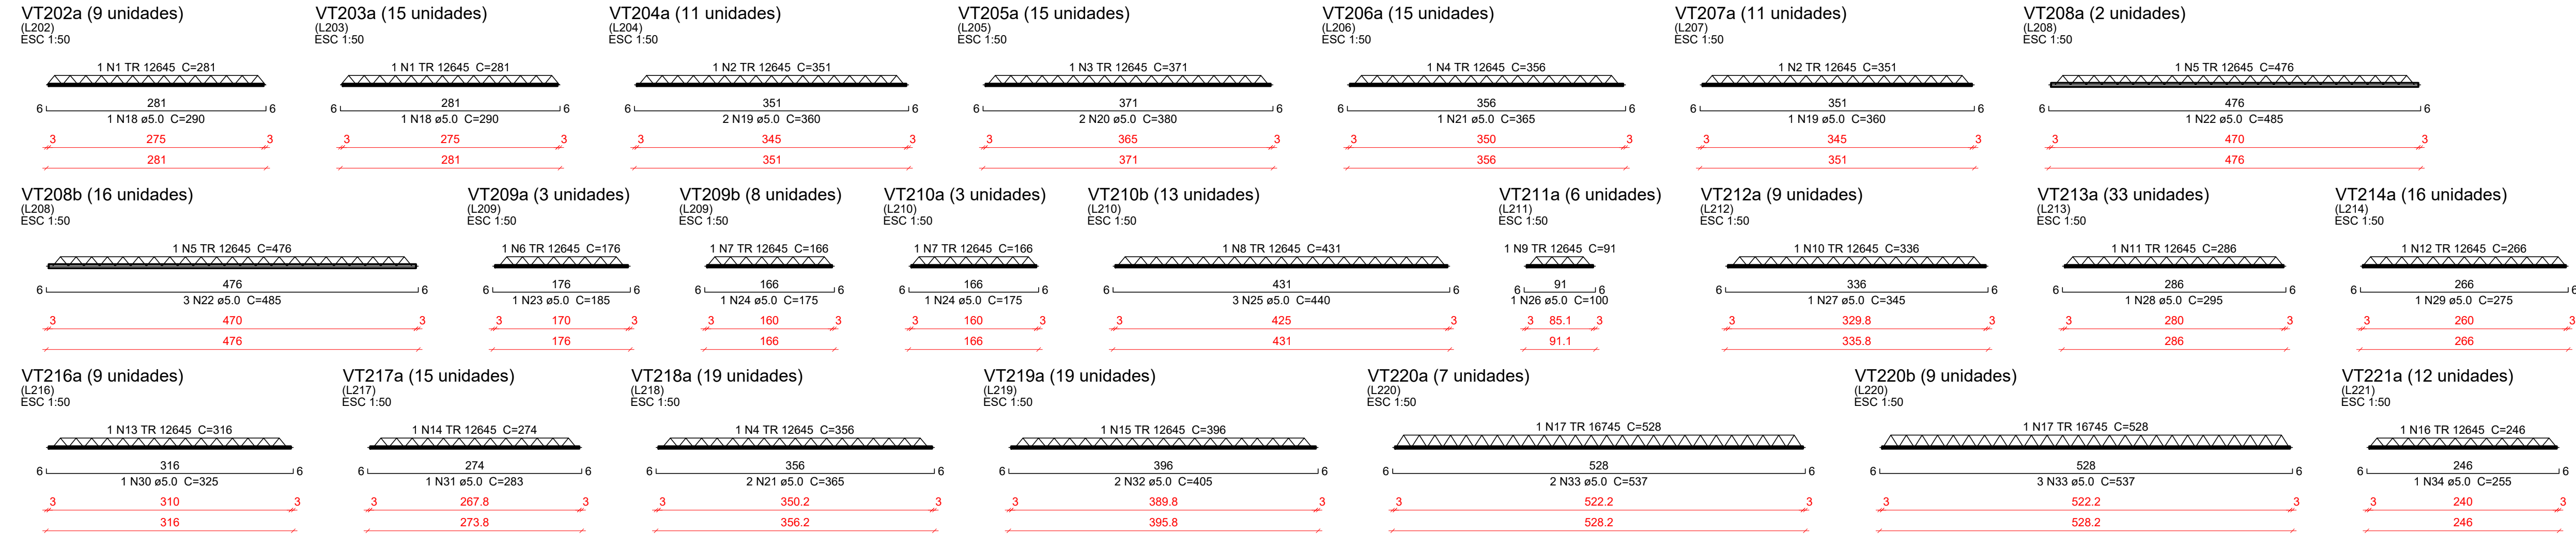 VT202a (9 unidades)
(L202)
ESC 1:50
1 N1 TR 12645 C=281
281
6 6
1 N18 ø5.0 C=290
3 275 3
281
VT203a (15 unidades)
(L203)
ESC 1:50
1 N1 TR 12645 C=281
281
6 6
1 N18 ø5.0 C=290
3 275 3
281
VT204a (11 unidades)
(L204)
ESC 1:50
1 N2 TR 12645 C=351
351
6 6
2 N19 ø5.0 C=360
3 345 3
351
VT205a (15 unidades)
(L205)
ESC 1:50
1 N3 TR 12645 C=371
371
6 6
2 N20 ø5.0 C=380
3 365 3
371
VT206a (15 unidades)
(L206)
ESC 1:50
1 N4 TR 12645 C=356
356
6 6
1 N21 ø5.0 C=365
3 350 3
356
VT207a (11 unidades)
(L207)
ESC 1:50
1 N2 TR 12645 C=351
351
6 6
1 N19 ø5.0 C=360
3 345 3
351
VT208a (2 unidades)
(L208)
ESC 1:50
1 N5 TR 12645 C=476
476
6 6
1 N22 ø5.0 C=485
3 470 3
476
VT208b (16 unidades)
(L208)
ESC 1:50
1 N5 TR 12645 C=476
476
6 6
3 N22 ø5.0 C=485
3 470 3
476
VT209a (3 unidades)
(L209)
ESC 1:50
1 N6 TR 12645 C=176
176
6 6
1 N23 ø5.0 C=185
3 170 3
176
VT209b (8 unidades)
(L209)
ESC 1:50
1 N7 TR 12645 C=166
166
6 6
1 N24 ø5.0 C=175
3 160 3
166
VT210a (3 unidades)
(L210)
ESC 1:50
1 N7 TR 12645 C=166
166
6 6
1 N24 ø5.0 C=175
3 160 3
166
VT210b (13 unidades)
(L210)
ESC 1:50
1 N8 TR 12645 C=431
431
6 6
3 N25 ø5.0 C=440
3 425 3
431
VT211a (6 unidades)
(L211)
ESC 1:50
1 N9 TR 12645 C=91
91
6 6
1 N26 ø5.0 C=100
3 85.1 3
91.1
VT212a (9 unidades)
(L212)
ESC 1:50
1 N10 TR 12645 C=336
336
6 6
1 N27 ø5.0 C=345
3 329.8 3
335.8
VT213a (33 unidades)
(L213)
ESC 1:50
1 N11 TR 12645 C=286
286
6 6
1 N28 ø5.0 C=295
3 280 3
286
VT214a (16 unidades)
(L214)
ESC 1:50
1 N12 TR 12645 C=266
266
6 6
1 N29 ø5.0 C=275
3 260 3
266
VT216a (9 unidades)
(L216)
ESC 1:50
1 N13 TR 12645 C=316
316
6 6
1 N30 ø5.0 C=325
3 310 3
316
VT217a (15 unidades)
(L217)
ESC 1:50
1 N14 TR 12645 C=274
274
6 6
1 N31 ø5.0 C=283
3 267.8 3
273.8
VT218a (19 unidades)
(L218)
ESC 1:50
1 N4 TR 12645 C=356
356
6 6
2 N21 ø5.0 C=365
3 350.2 3
356.2
VT219a (19 unidades)
(L219)
ESC 1:50
1 N15 TR 12645 C=396
396
6 6
2 N32 ø5.0 C=405
3 389.8 3
395.8
VT220a (7 unidades)
(L220)
ESC 1:50
1 N17 TR 16745 C=528
528
6 6
2 N33 ø5.0 C=537
3 522.2 3
528.2
VT220b (9 unidades)
(L220)
ESC 1:50
1 N17 TR 16745 C=528
528
6 6
3 N33 ø5.0 C=537
3 522.2 3
528.2
VT221a (12 unidades)
(L221)
ESC 1:50
1 N16 TR 12645 C=246
246
6 6
1 N34 ø5.0 C=255
3 240 3
246